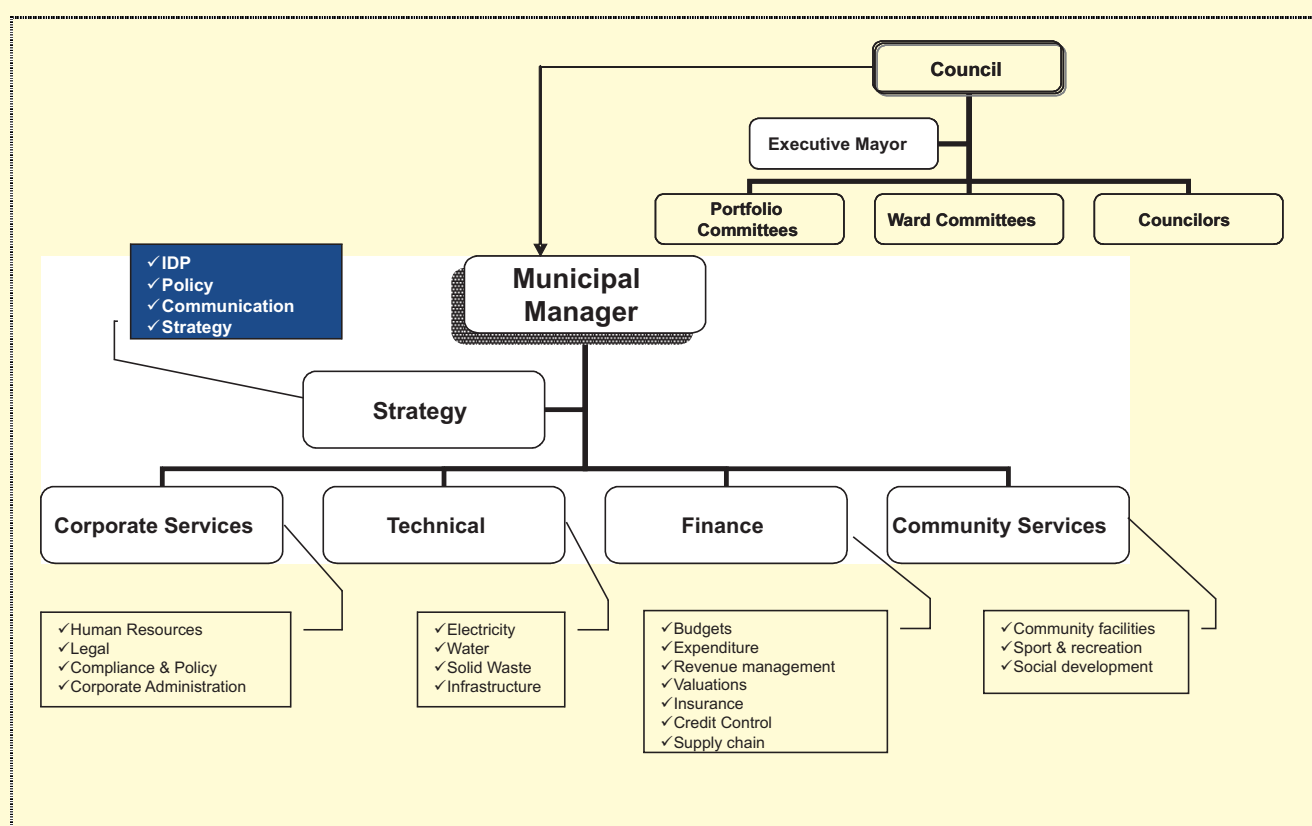 Council
Executive Mayor
Portfolio
Committees
Ward Committees
Councilors
✓IDP
✓Policy
✓Communication
✓Strategy
Municipal
Manager
Strategy
Corporate Services
Technical
Finance
Community Services
✓Human Resources
✓Legal
✓Compliance & Policy
✓Corporate Administration
✓Electricity
✓Water
✓Solid Waste
✓Infrastructure
✓Budgets
✓Expenditure
✓Revenue management
✓Valuations
✓Insurance
✓Credit Control
✓Supply chain
✓Community facilities
✓Sport & recreation
✓Social development